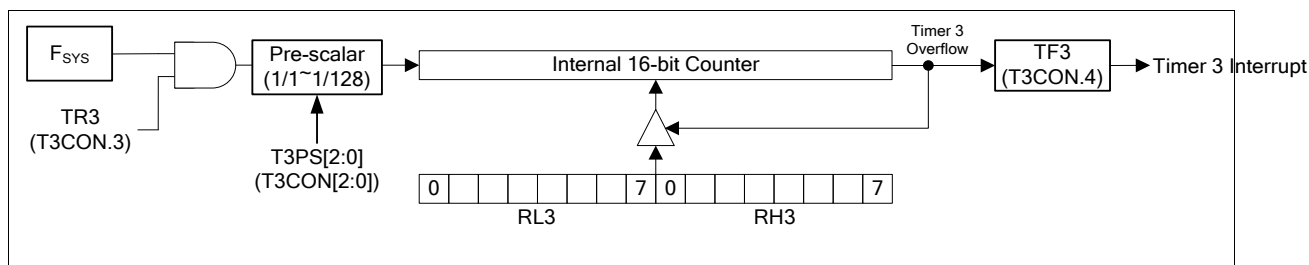 FSYS
TR3
(T3CON.3)
Pre-scalar
(1/1~1/128)
T3PS[2:0]
(T3CON[2:0])
Internal 16-bit Counter
0 7 0 7
RL3 RH3
Timer 3
Overflow
TF3
(T3CON.4)
Timer 3 Interrupt